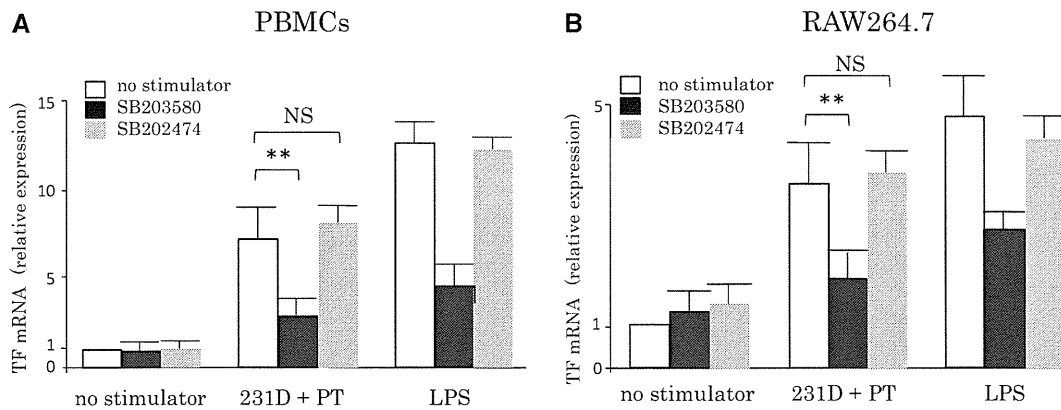 A
PBMCs
no stimulator
SB203580
SB202474
TF mRNA (relative expression)
15
10
5
1
0
NS
**
no stimulator
231D + PT
LPS
B
RAW264.7
no stimulator
SB203580
SB202474
TF mRNA (relative expression)
5
1
0
NS
**
no stimulator
231D + PT
LPS